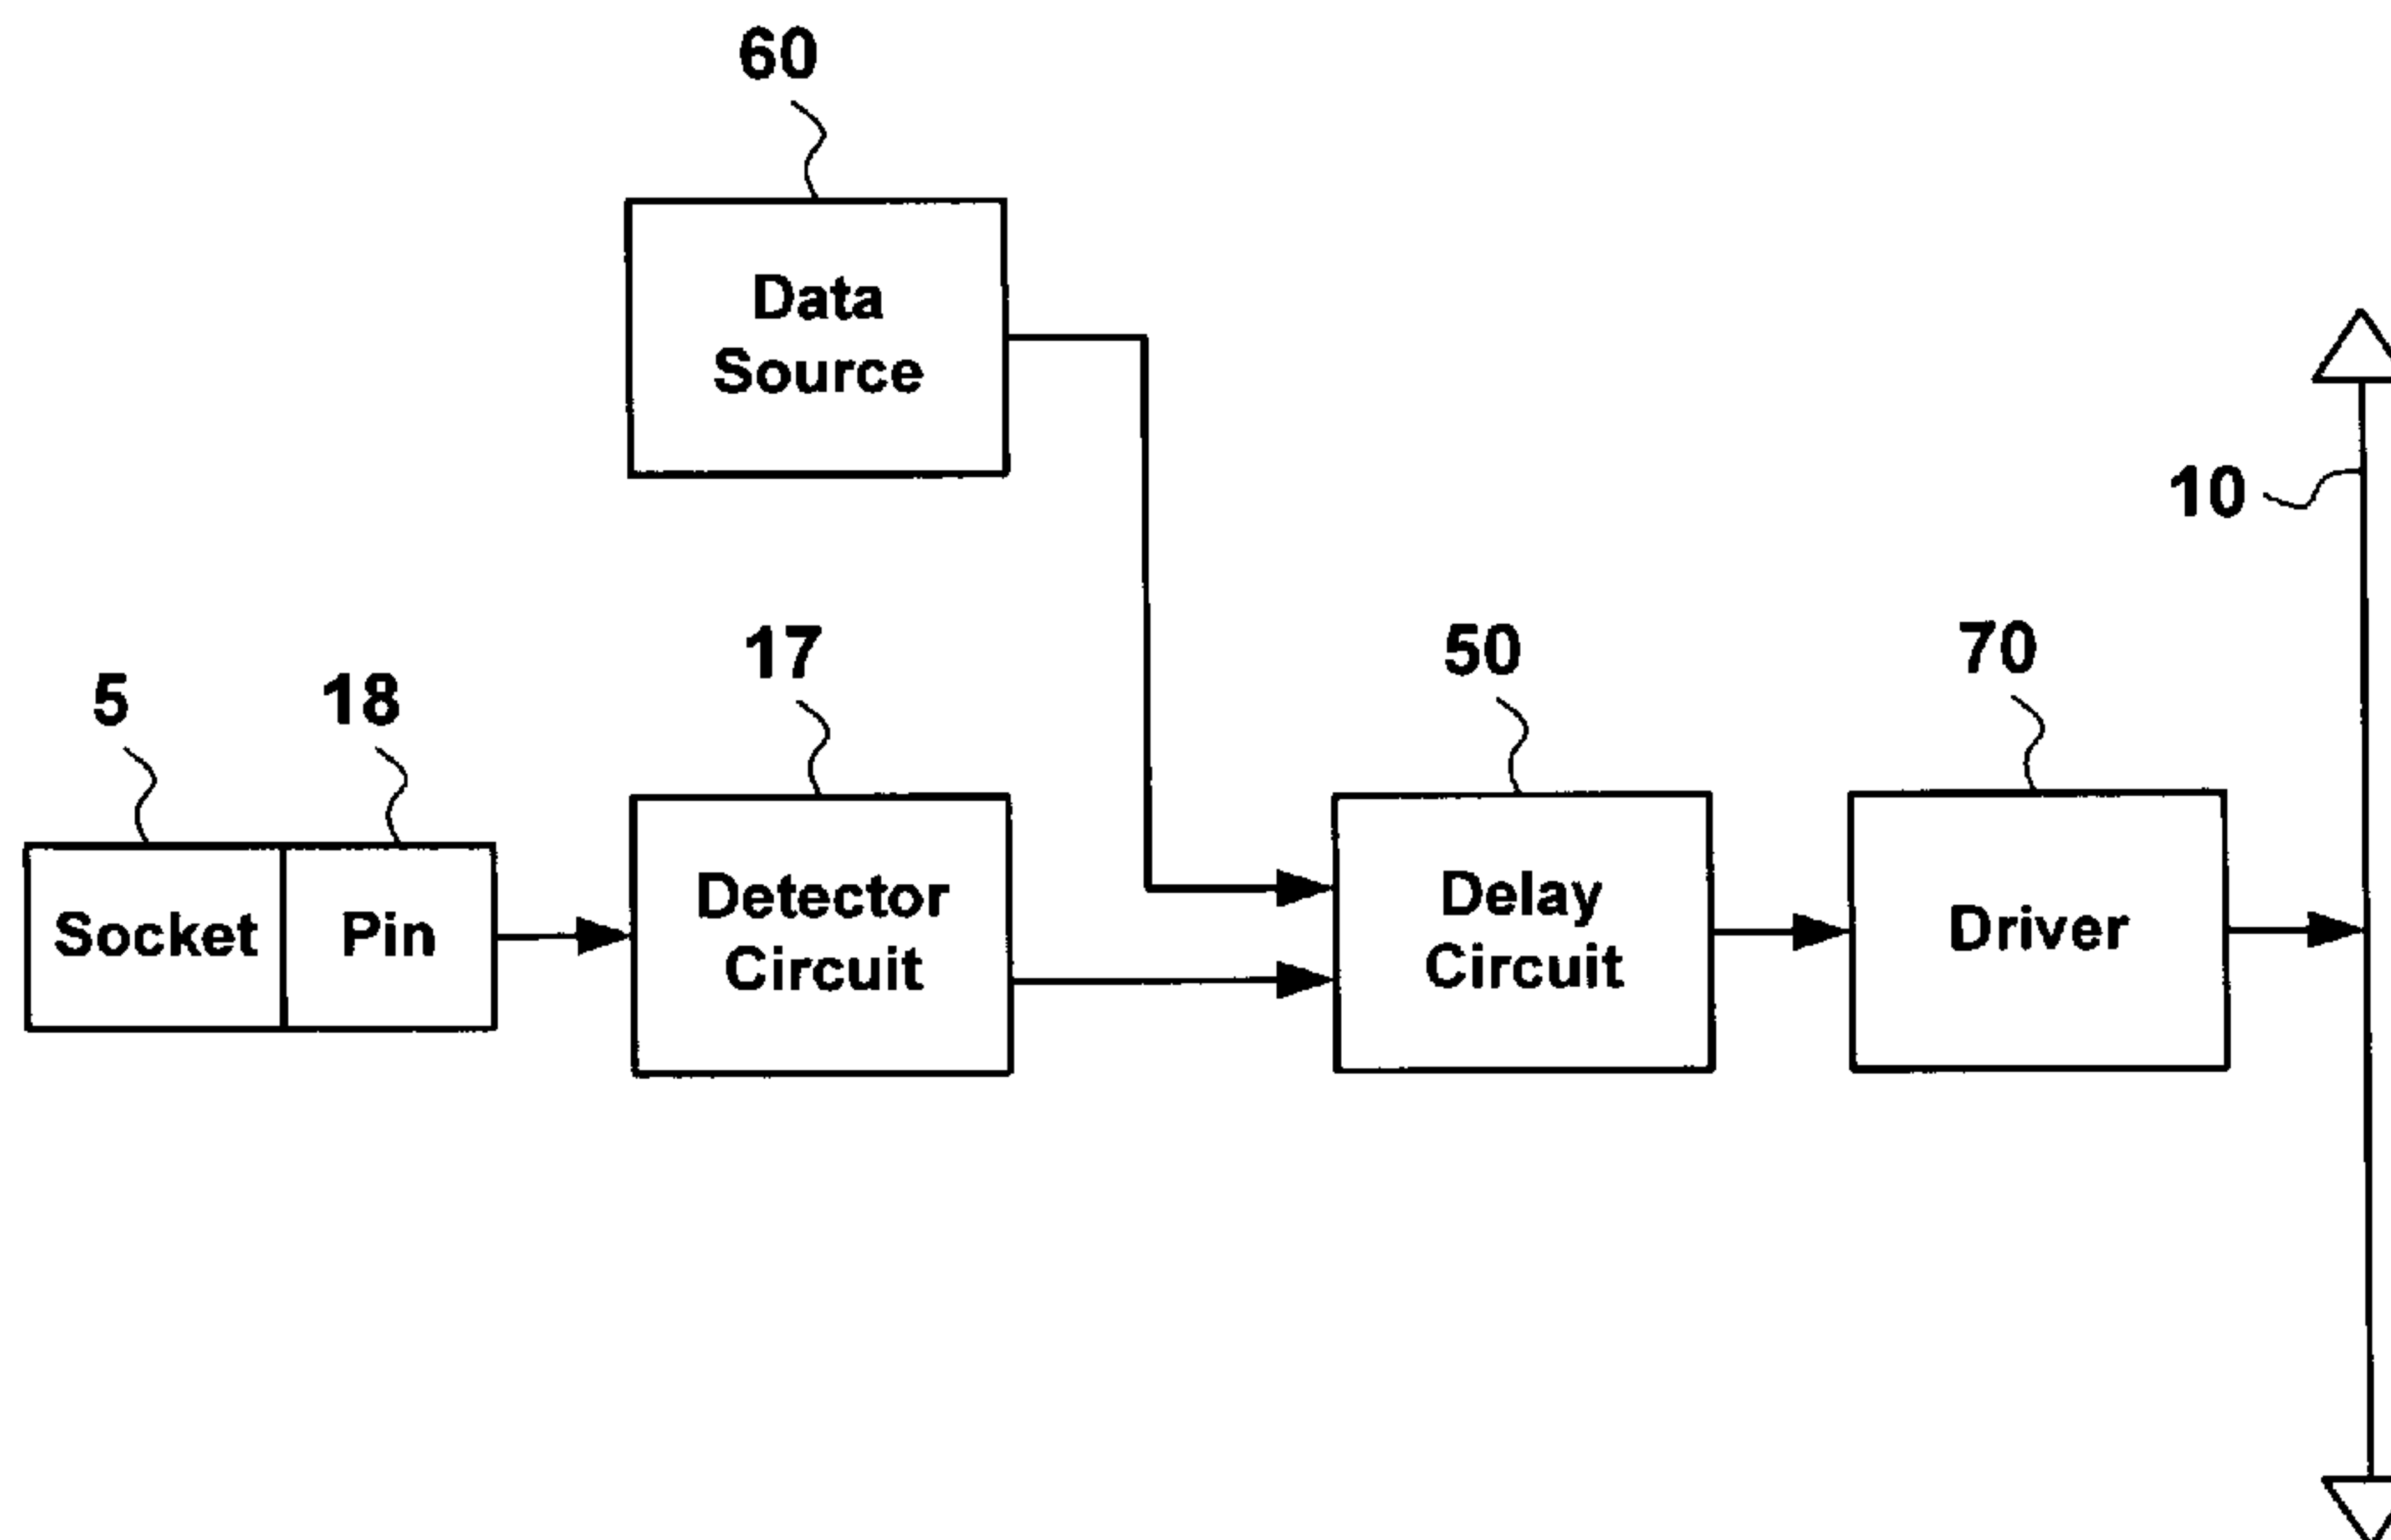 60
Data
Source
10
5
18
17
50
70
Socket
Pin
Detector
Circuit
Delay
Circuit
Driver